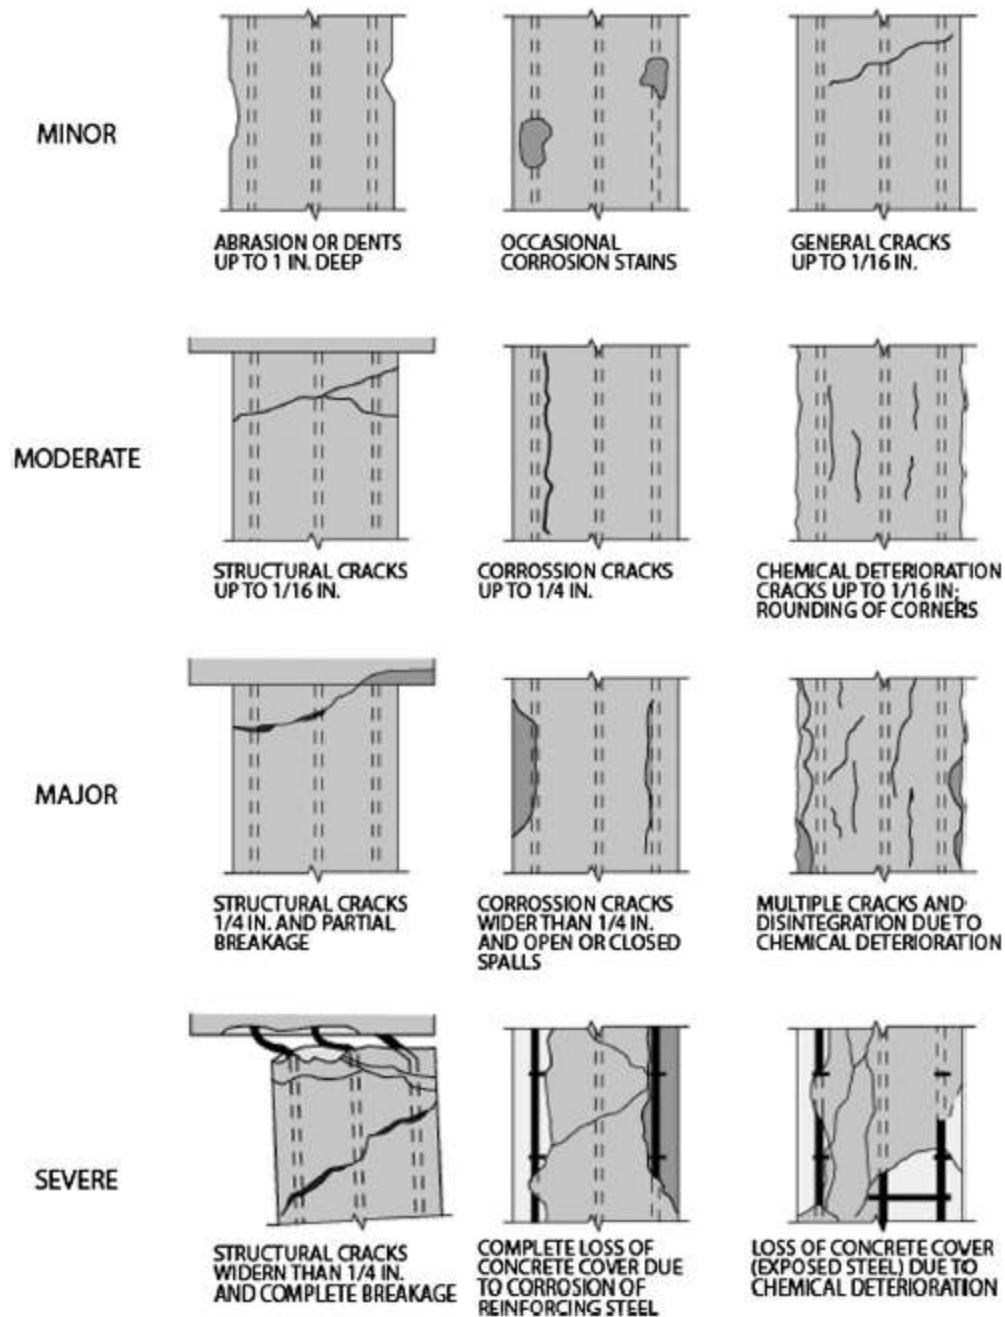 MINOR
ABRASION OR DENTS
UP TO 1 IN. DEEP
OCCASIONAL
CORROSION STAINS
GENERAL CRACKS
UP TO 1/16 IN.
MODERATE
STRUCTURAL CRACKS
UP TO 1/16 IN.
CORROSSION CRACKS
UP TO 1/4 IN.
CHEMICAL DETERIORATION
CRACKS UP TO 1/16 IN;
ROUNDING OF CORNERS
MAJOR
STRUCTURAL CRACKS
1/4 IN. AND PARTIAL
BREAKAGE
CORROSSION CRACKS
WIDER THAN 1/4 IN.
AND OPEN OR CLOSED
SPALLS
MULTIPLE CRACKS AND
DISINTEGRATION DUE TO
CHEMICAL DETERIORATION
SEVERE
STRUCTURAL CRACKS
WIDERN THAN 1/4 IN.
AND COMPLETE BREAKAGE
COMPLETE LOSS OF
CONCRETE COVER DUE
TO CORROSION OF
REINFORCING STEEL
LOSS OF CONCRETE COVER
(EXPOSED STEEL) DUE TO
CHEMICAL DETERIORATION